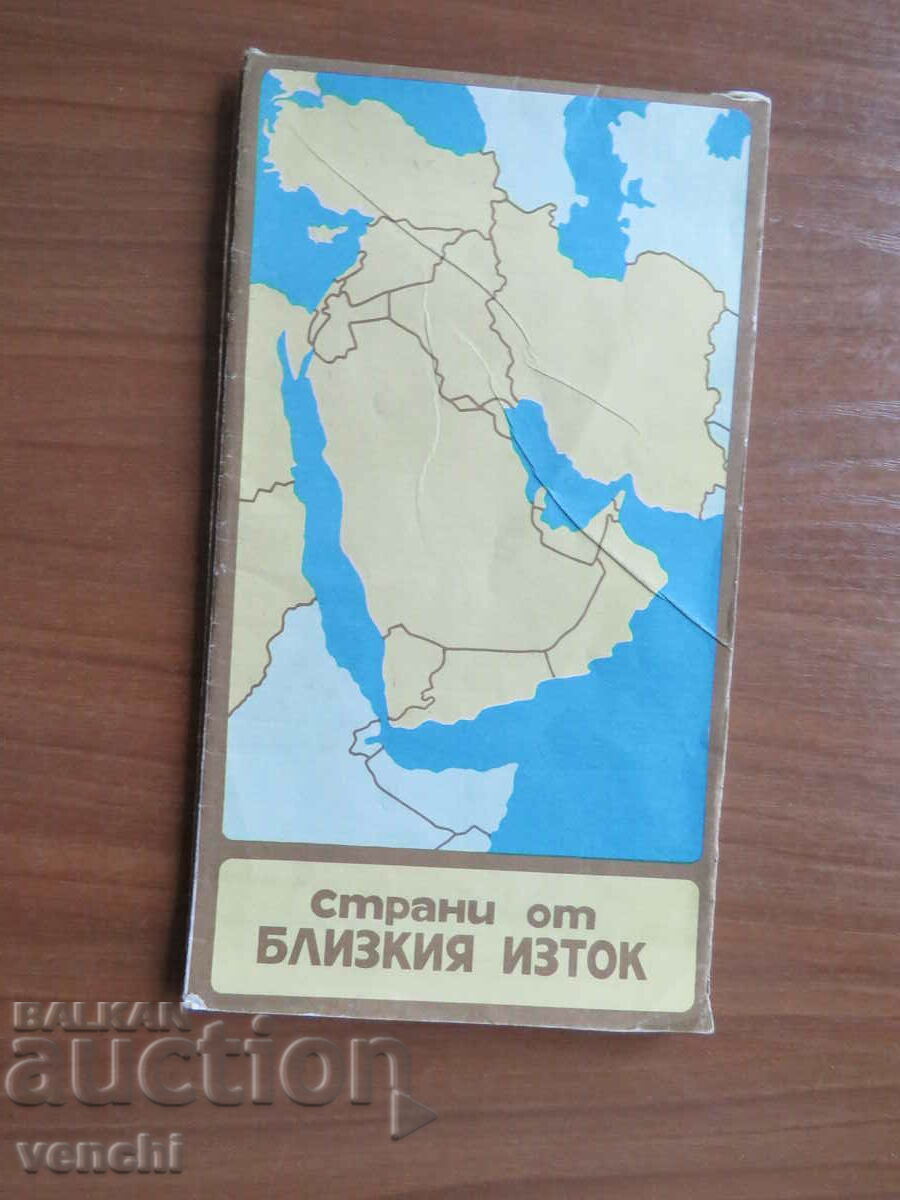 Страни от
БЛИЗКИЯ ИЗТОК
BALKAN
auction
venchi